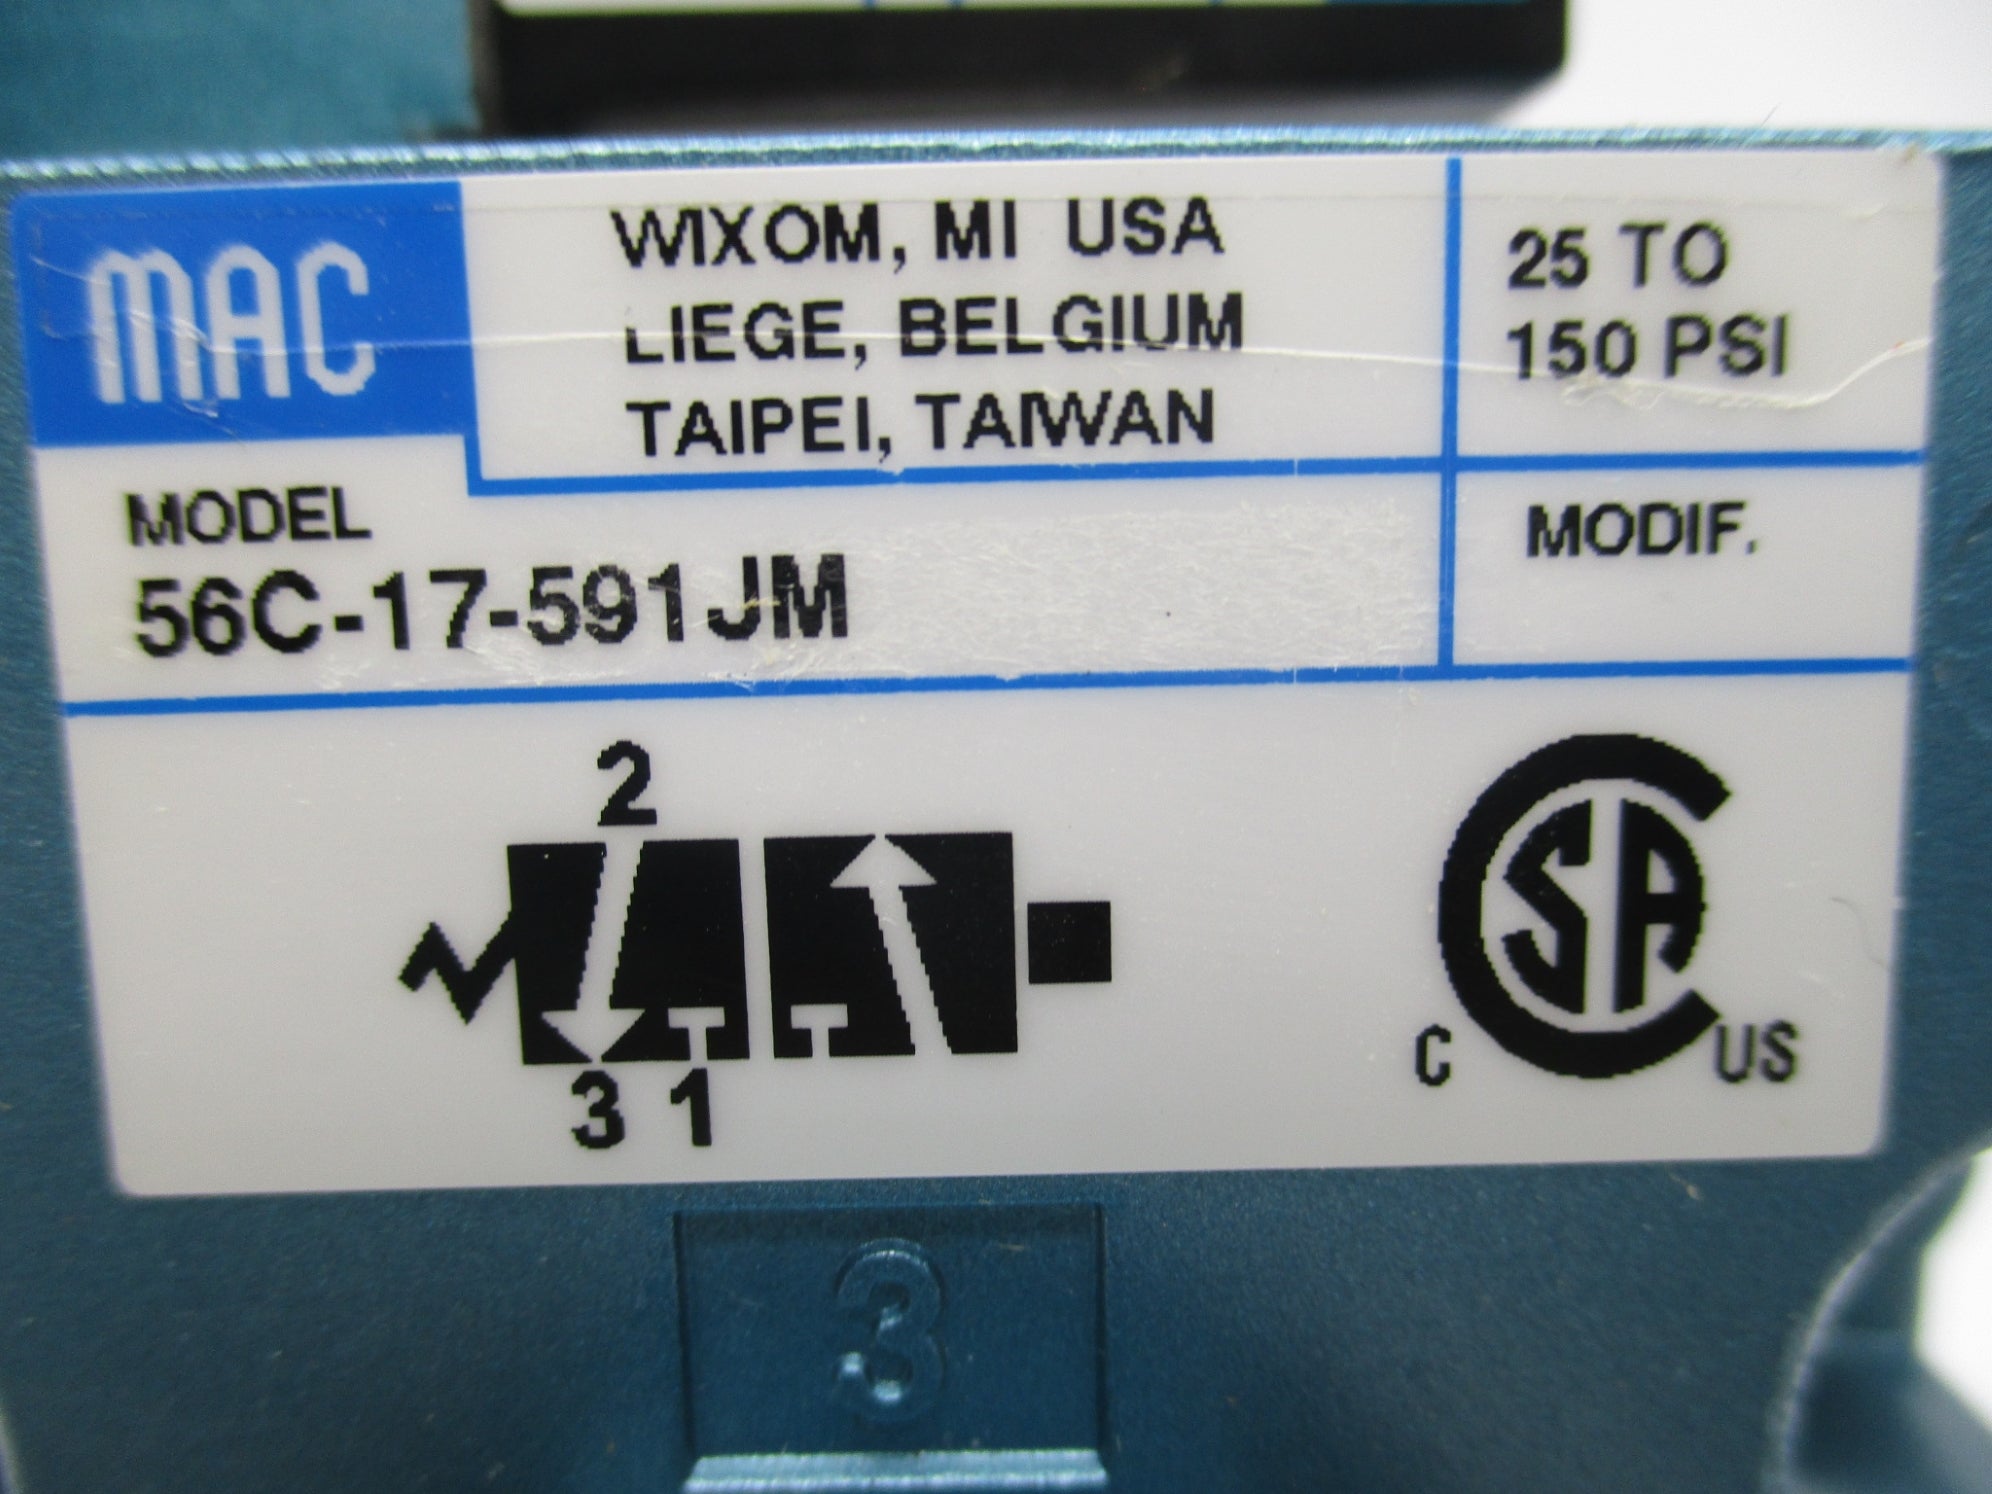 MAC
WIXOM, MI USA
LIEGE, BELGIUM
TAIPEI, TAIWAN
25 TO
150 PSI
MODEL
56C-17-591JM
MODIF.
2
3 1
CSA
C US
3